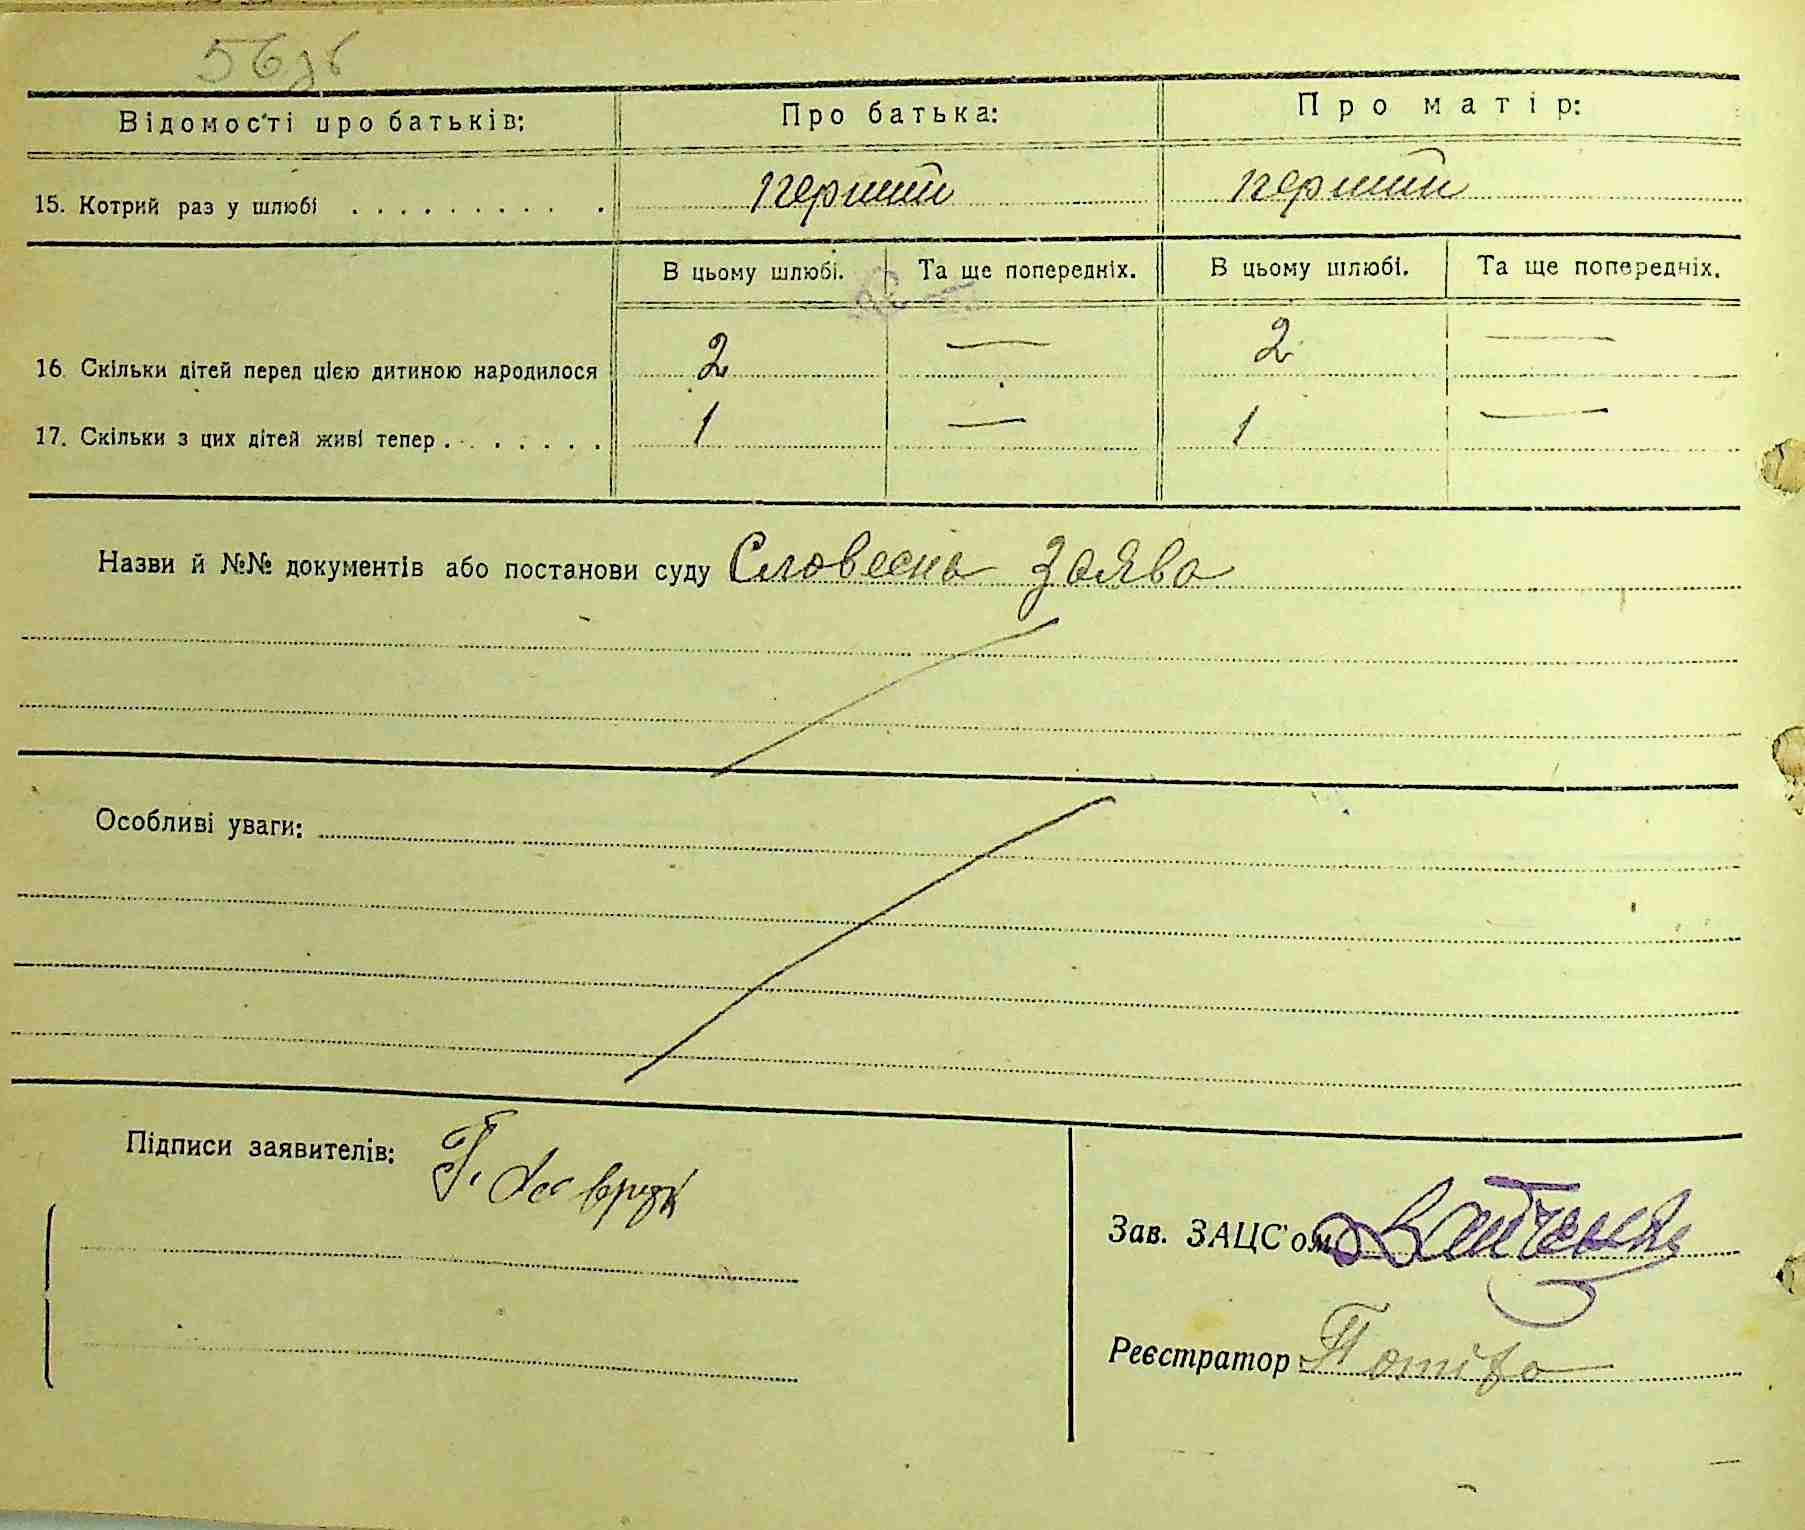 56зв
Відомості про батьків: Про батька: Про матір:
15. Котрий раз у шлюбі . . . . . . . . . . перший перший
В цьому шлюбі. Та ще попередніх. В цьому шлюбі. Та ще попередніх.
16. Скільки дітей перед цією дитиною народилося 2 — 2 —
17. Скільки з цих дітей живі тепер . . . . . . . 1 — 1 —
Назви й №№ документів або постанови суду Словесна заява
Особливі уваги:
Підписи заявителів: Г.
Зав. ЗАЦС'ом
Реєстратор